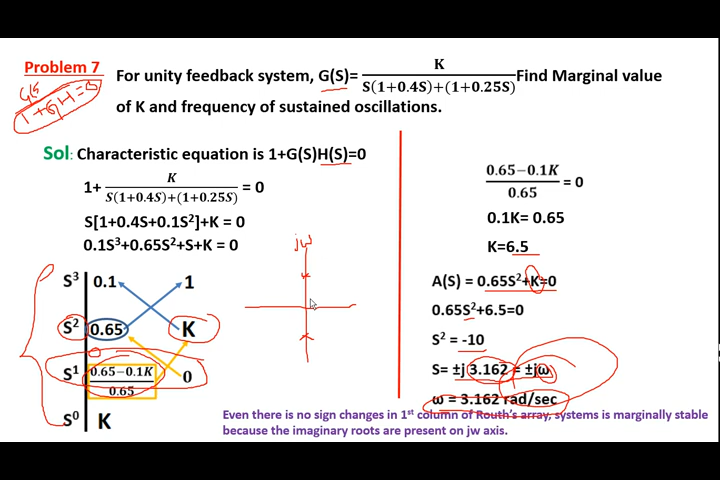 Problem 7
For unity feedback system, G(S)= K / S(1+0.4S)+(1+0.25S) Find Marginal value
of K and frequency of sustained oscillations.
G(S
1+GH=0
Sol: Characteristic equation is 1+G(S)H(S)=0
1+ K / S(1+0.4S)+(1+0.25S) = 0
S[1+0.4S+0.1S²]+K = 0
0.1S³+0.65S²+S+K = 0
jω
S³ 0.1 1
S² 0.65 K
S¹ 0.65−0.1K / 0.65 0
S⁰ K
0.65−0.1K / 0.65 = 0
0.1K= 0.65
K=6.5
A(S) = 0.65S²+K=0
0.65S²+6.5=0
S² = -10
S= ±j 3.162 = ±jω
ω = 3.162 rad/sec
Even there is no sign changes in 1st column of Routh's array, systems is marginally stable
because the imaginary roots are present on jw axis.